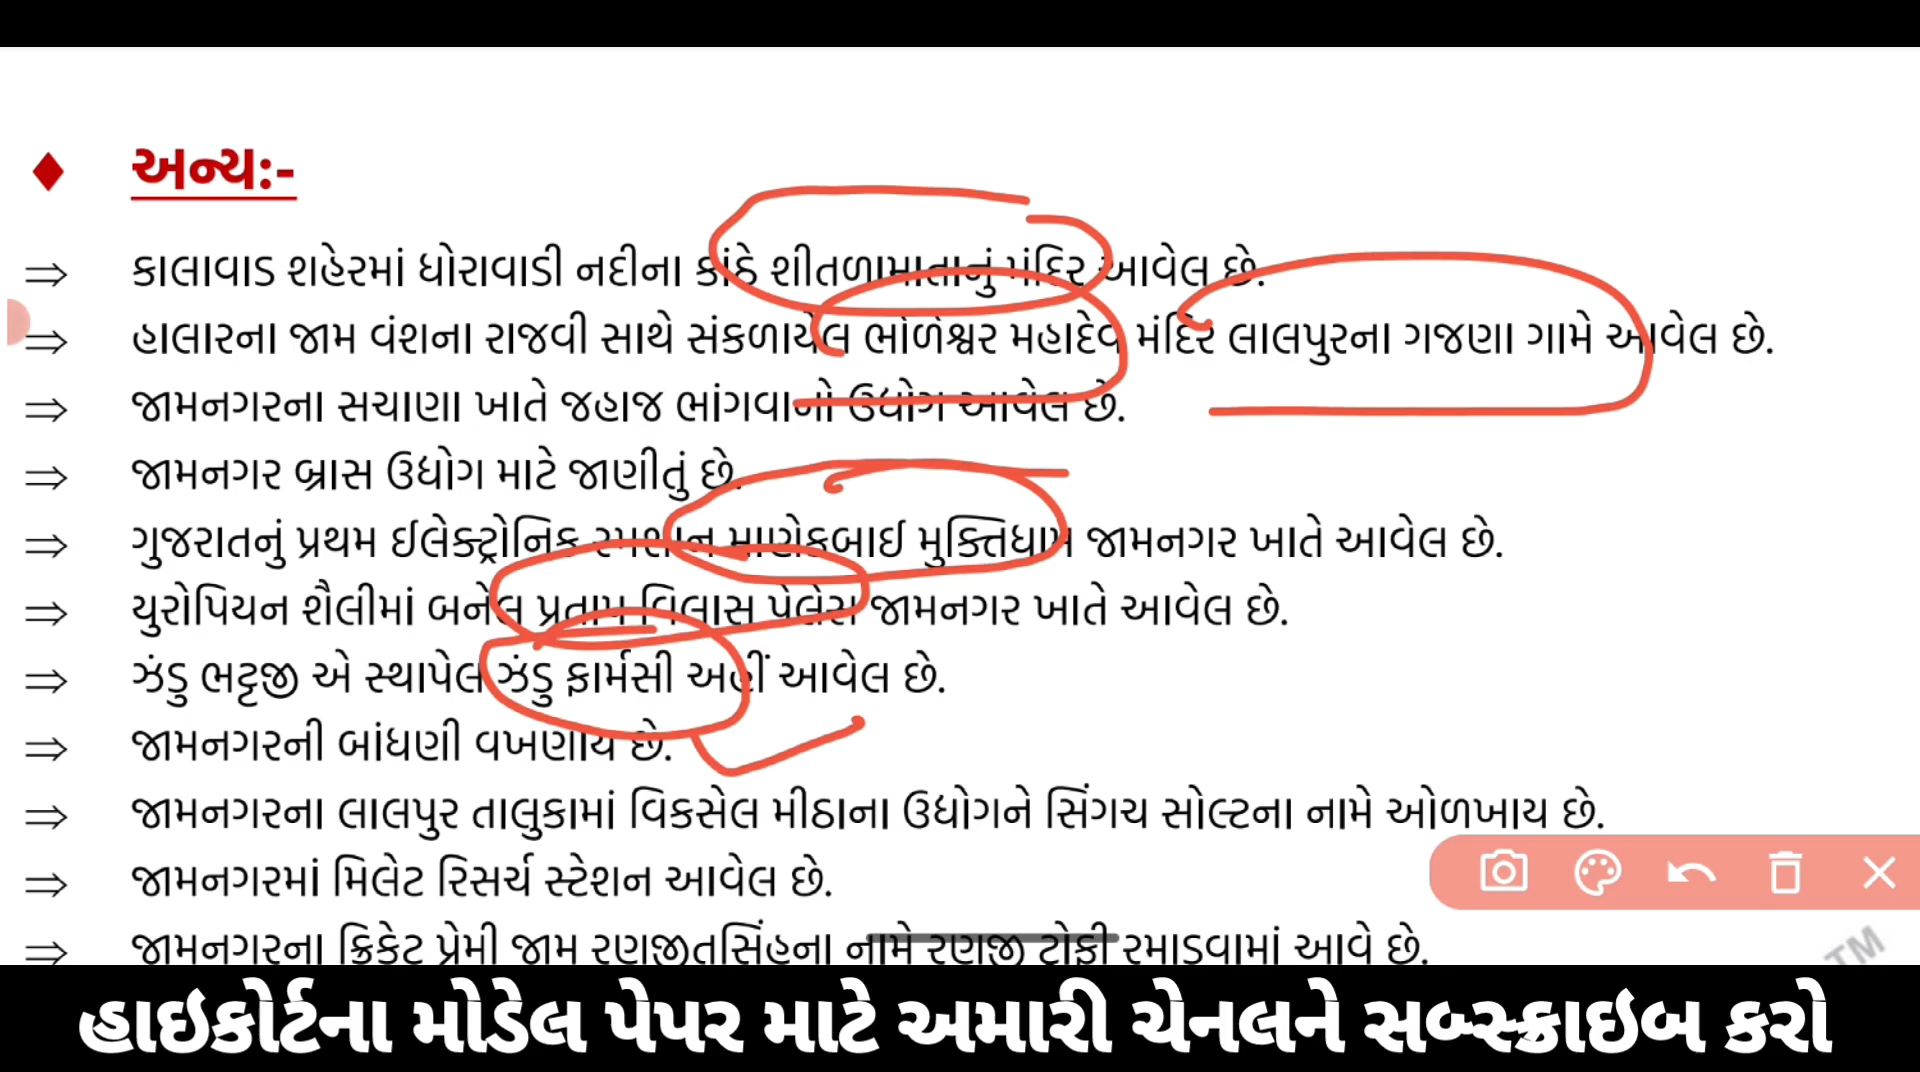 ♦ અન્ય:-
⇒ કાલાવાડ શહેરમાં ધોરાવાડી નદીના કાંઠે શીતળામાતાનું મંદિર આવેલ છે.
⇒ હાલારના જામ વંશના રાજવી સાથે સંકળાયેલ ભોળેશ્વર મહાદેવ મંદિર લાલપુરના ગજણા ગામે આવેલ છે.
⇒ જામનગરના સચાણા ખાતે જહાજ ભાંગવાનો ઉદ્યોગ આવેલ છે.
⇒ જામનગર બ્રાસ ઉદ્યોગ માટે જાણીતું છે.
⇒ ગુજરાતનું પ્રથમ ઈલેક્ટ્રોનિક સ્મશાન માણેકબાઈ મુક્તિધામ જામનગર ખાતે આવેલ છે.
⇒ યુરોપિયન શૈલીમાં બનેલ પ્રતાપ વિલાસ પેલેસ જામનગર ખાતે આવેલ છે.
⇒ ઝંડુ ભટ્ટજી એ સ્થાપેલ ઝંડુ ફાર્મસી અહીં આવેલ છે.
⇒ જામનગરની બાંધણી વખણાય છે.
⇒ જામનગરના લાલપુર તાલુકામાં વિકસેલ મીઠાના ઉદ્યોગને સિંગચ સોલ્ટના નામે ઓળખાય છે.
⇒ જામનગરમાં મિલેટ રિસર્ચ સ્ટેશન આવેલ છે.
⇒ જામનગરના ક્રિકેટ પ્રેમી જામ રણજીતસિંહના નામે રણજી ટ્રોફી રમાડવામાં આવે છે.
TM
હાઇકોર્ટના મોડેલ પેપર માટે અમારી ચેનલને સબ્સ્ક્રાઇબ કરો